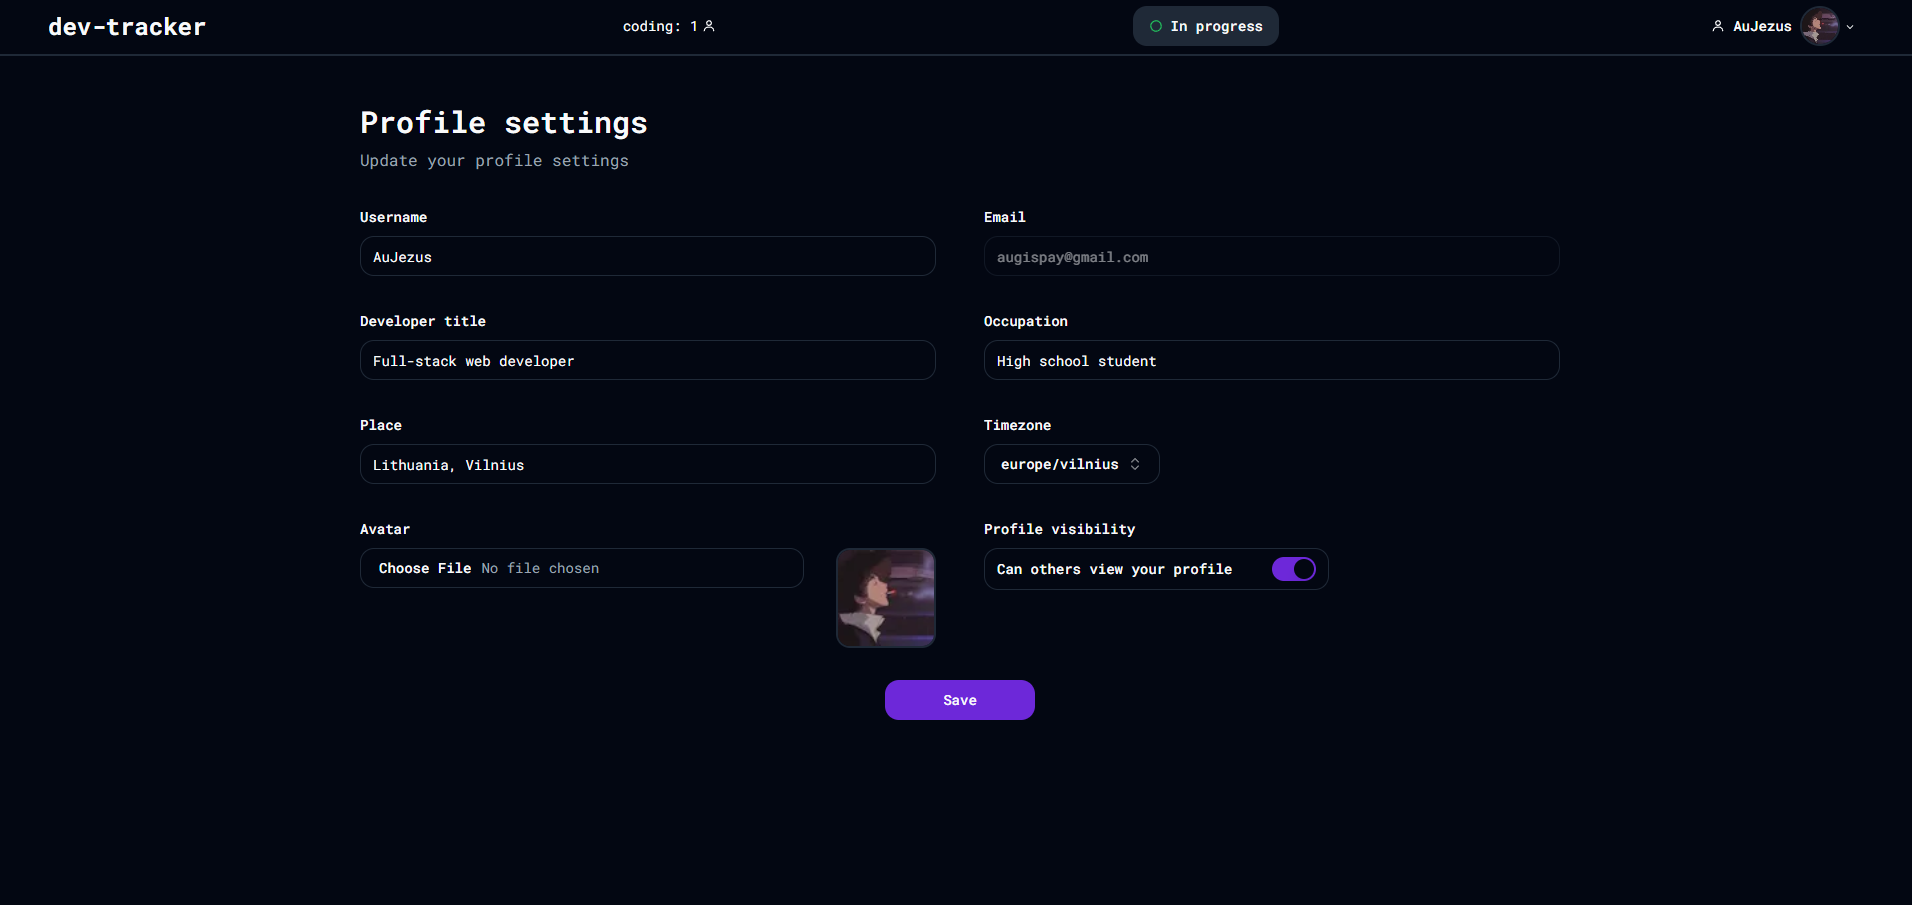 dev-tracker
coding: 1
In progress
AuJezus
Profile settings
Update your profile settings
Username
Email
AuJezus
augispay@gmail.com
Developer title
Occupation
Full-stack web developer
High school student
Place
Timezone
Lithuania, Vilnius
europe/vilnius
Avatar
Profile visibility
Choose File No file chosen
Can others view your profile
Save